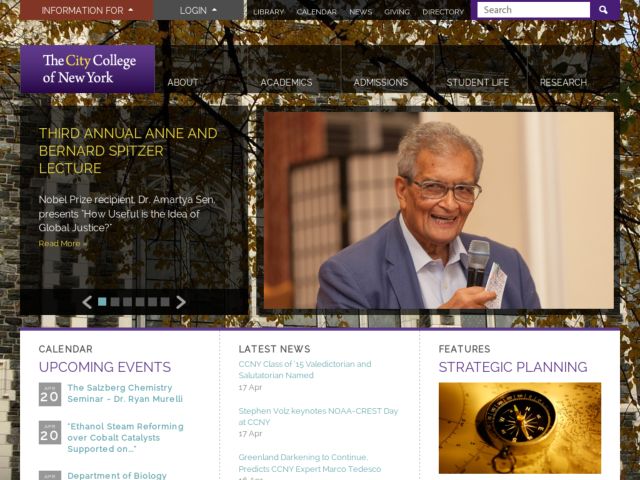 INFORMATION FOR
LOGIN
LIBRARY
CALENDAR
NEWS
GIVING
DIRECTORY
Search
The City College
of New York
ABOUT
ACADEMICS
ADMISSIONS
STUDENT LIFE
RESEARCH
THIRD ANNUAL ANNE AND
BERNARD SPITZER
LECTURE
Nobel Prize recipient, Dr. Amartya Sen,
presents "How Useful is the Idea of
Global Justice?"
Read More »
CALENDAR
UPCOMING EVENTS
APR
20
The Salzberg Chemistry
Seminar - Dr. Ryan Murelli
APR
20
"Ethanol Steam Reforming
over Cobalt Catalysts
Supported on..."
Department of Biology
LATEST NEWS
CCNY Class of '15 Valedictorian and
Salutatorian Named
17 Apr
Stephen Volz keynotes NOAA-CREST Day
at CCNY
17 Apr
Greenland Darkening to Continue,
Predicts CCNY Expert Marco Tedesco
16 Apr
FEATURES
STRATEGIC PLANNING